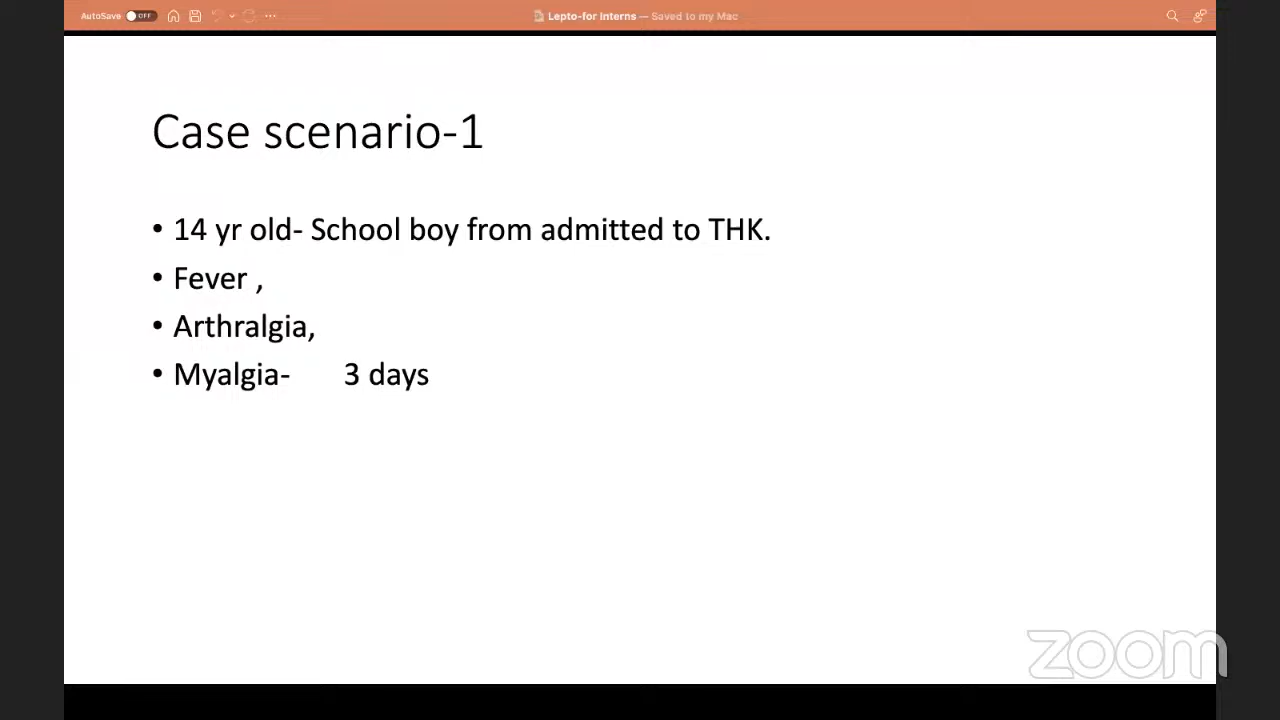 AutoSave OFF
Lepto-for Interns — Saved to my Mac
Case scenario-1
• 14 yr old- School boy from admitted to THK.
• Fever ,
• Arthralgia,
• Myalgia- 3 days
zoom